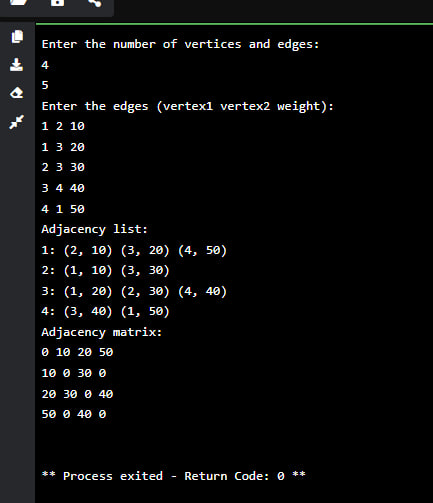 Enter the number of vertices and edges:
4
5
Enter the edges (vertex1 vertex2 weight):
1 2 10
1 3 20
2 3 30
3 4 40
4 1 50
Adjacency list:
1: (2, 10) (3, 20) (4, 50)
2: (1, 10) (3, 30)
3: (1, 20) (2, 30) (4, 40)
4: (3, 40) (1, 50)
Adjacency matrix:
0 10 20 50
10 0 30 0
20 30 0 40
50 0 40 0
** Process exited - Return Code: 0 **